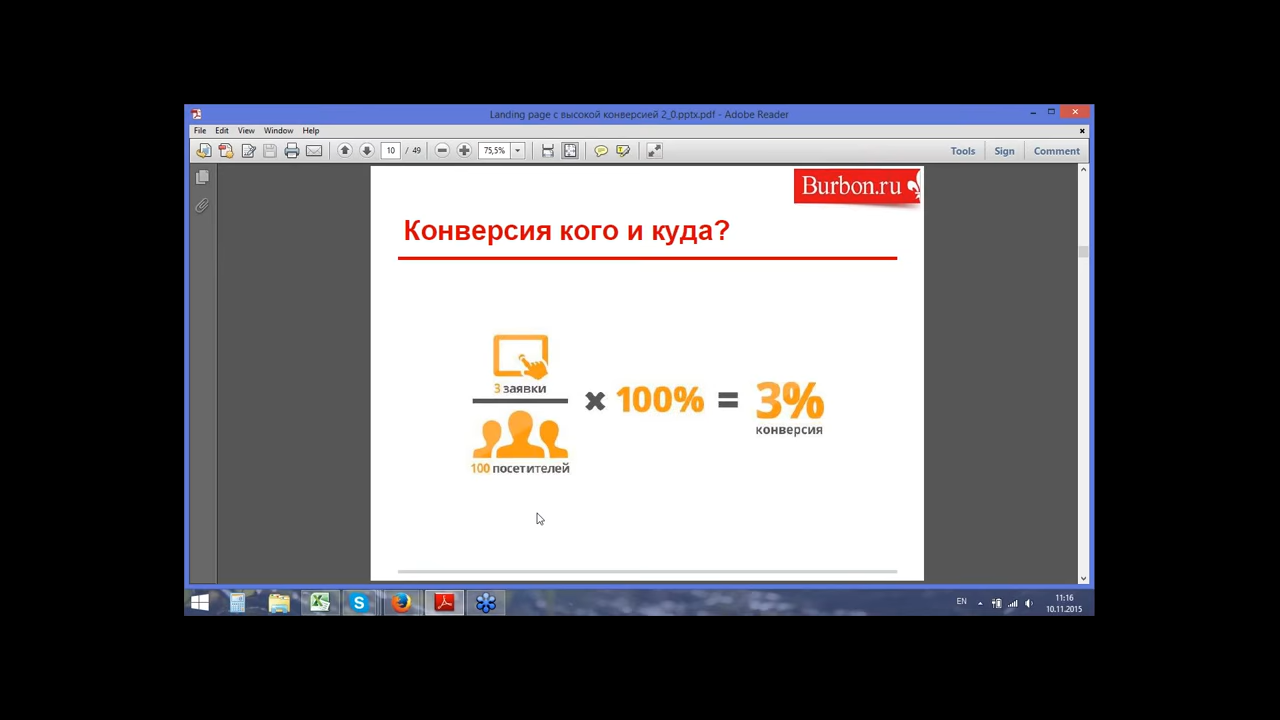 Landing page с высокой конверсией 2_0.pptx.pdf - Adobe Reader
File Edit View Window Help
10 / 49 75,5% Tools Sign Comment
Burbon.ru
Конверсия кого и куда?
3 заявки
100 посетителей
× 100% = 3%
конверсия
EN 11:16
10.11.2015